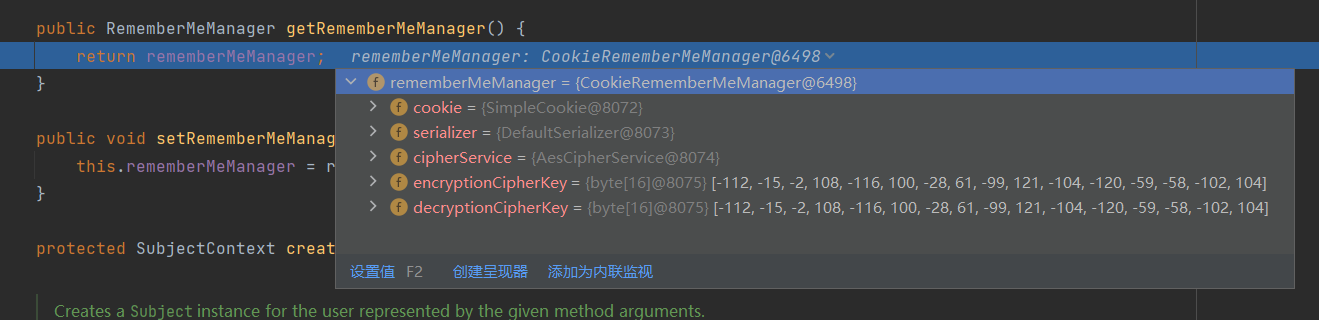 public RememberMeManager getRememberMeManager() {
return rememberMeManager; rememberMeManager: CookieRememberMeManager@6498
}
rememberMeManager = {CookieRememberMeManager@6498}
cookie = {SimpleCookie@8072}
serializer = {DefaultSerializer@8073}
public void setRememberMeManag
cipherService = {AesCipherService@8074}
this.rememberMeManager = r
encryptionCipherKey = {byte[16]@8075} [-112, -15, -2, 108, -116, 100, -28, 61, -99, 121, -104, -120, -59, -58, -102, 104]
}
decryptionCipherKey = {byte[16]@8075} [-112, -15, -2, 108, -116, 100, -28, 61, -99, 121, -104, -120, -59, -58, -102, 104]
protected SubjectContext creat
设置值 F2 创建呈现器 添加为内联监视
Creates a Subject instance for the user represented by the given method arguments.